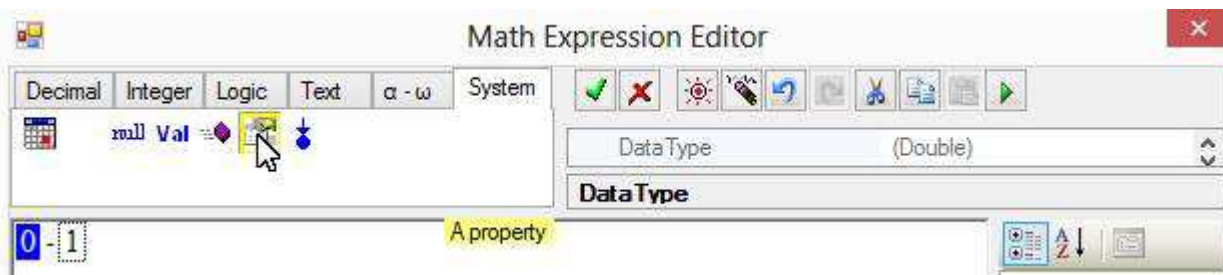 Math Expression Editor
Decimal Integer Logic Text α - ω System
null Val
DataType (Double)
DataType
0 - 1
A property
A
Z